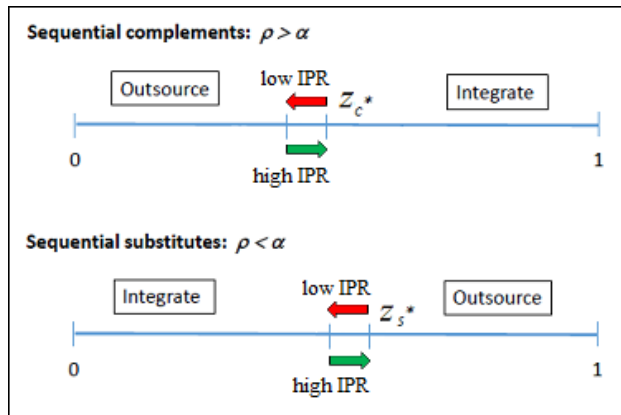 Sequential complements: ρ > α
low IPR
Outsource
z_c*
Integrate
0
1
high IPR
Sequential substitutes: ρ < α
low IPR
Integrate
z_s*
Outsource
0
1
high IPR